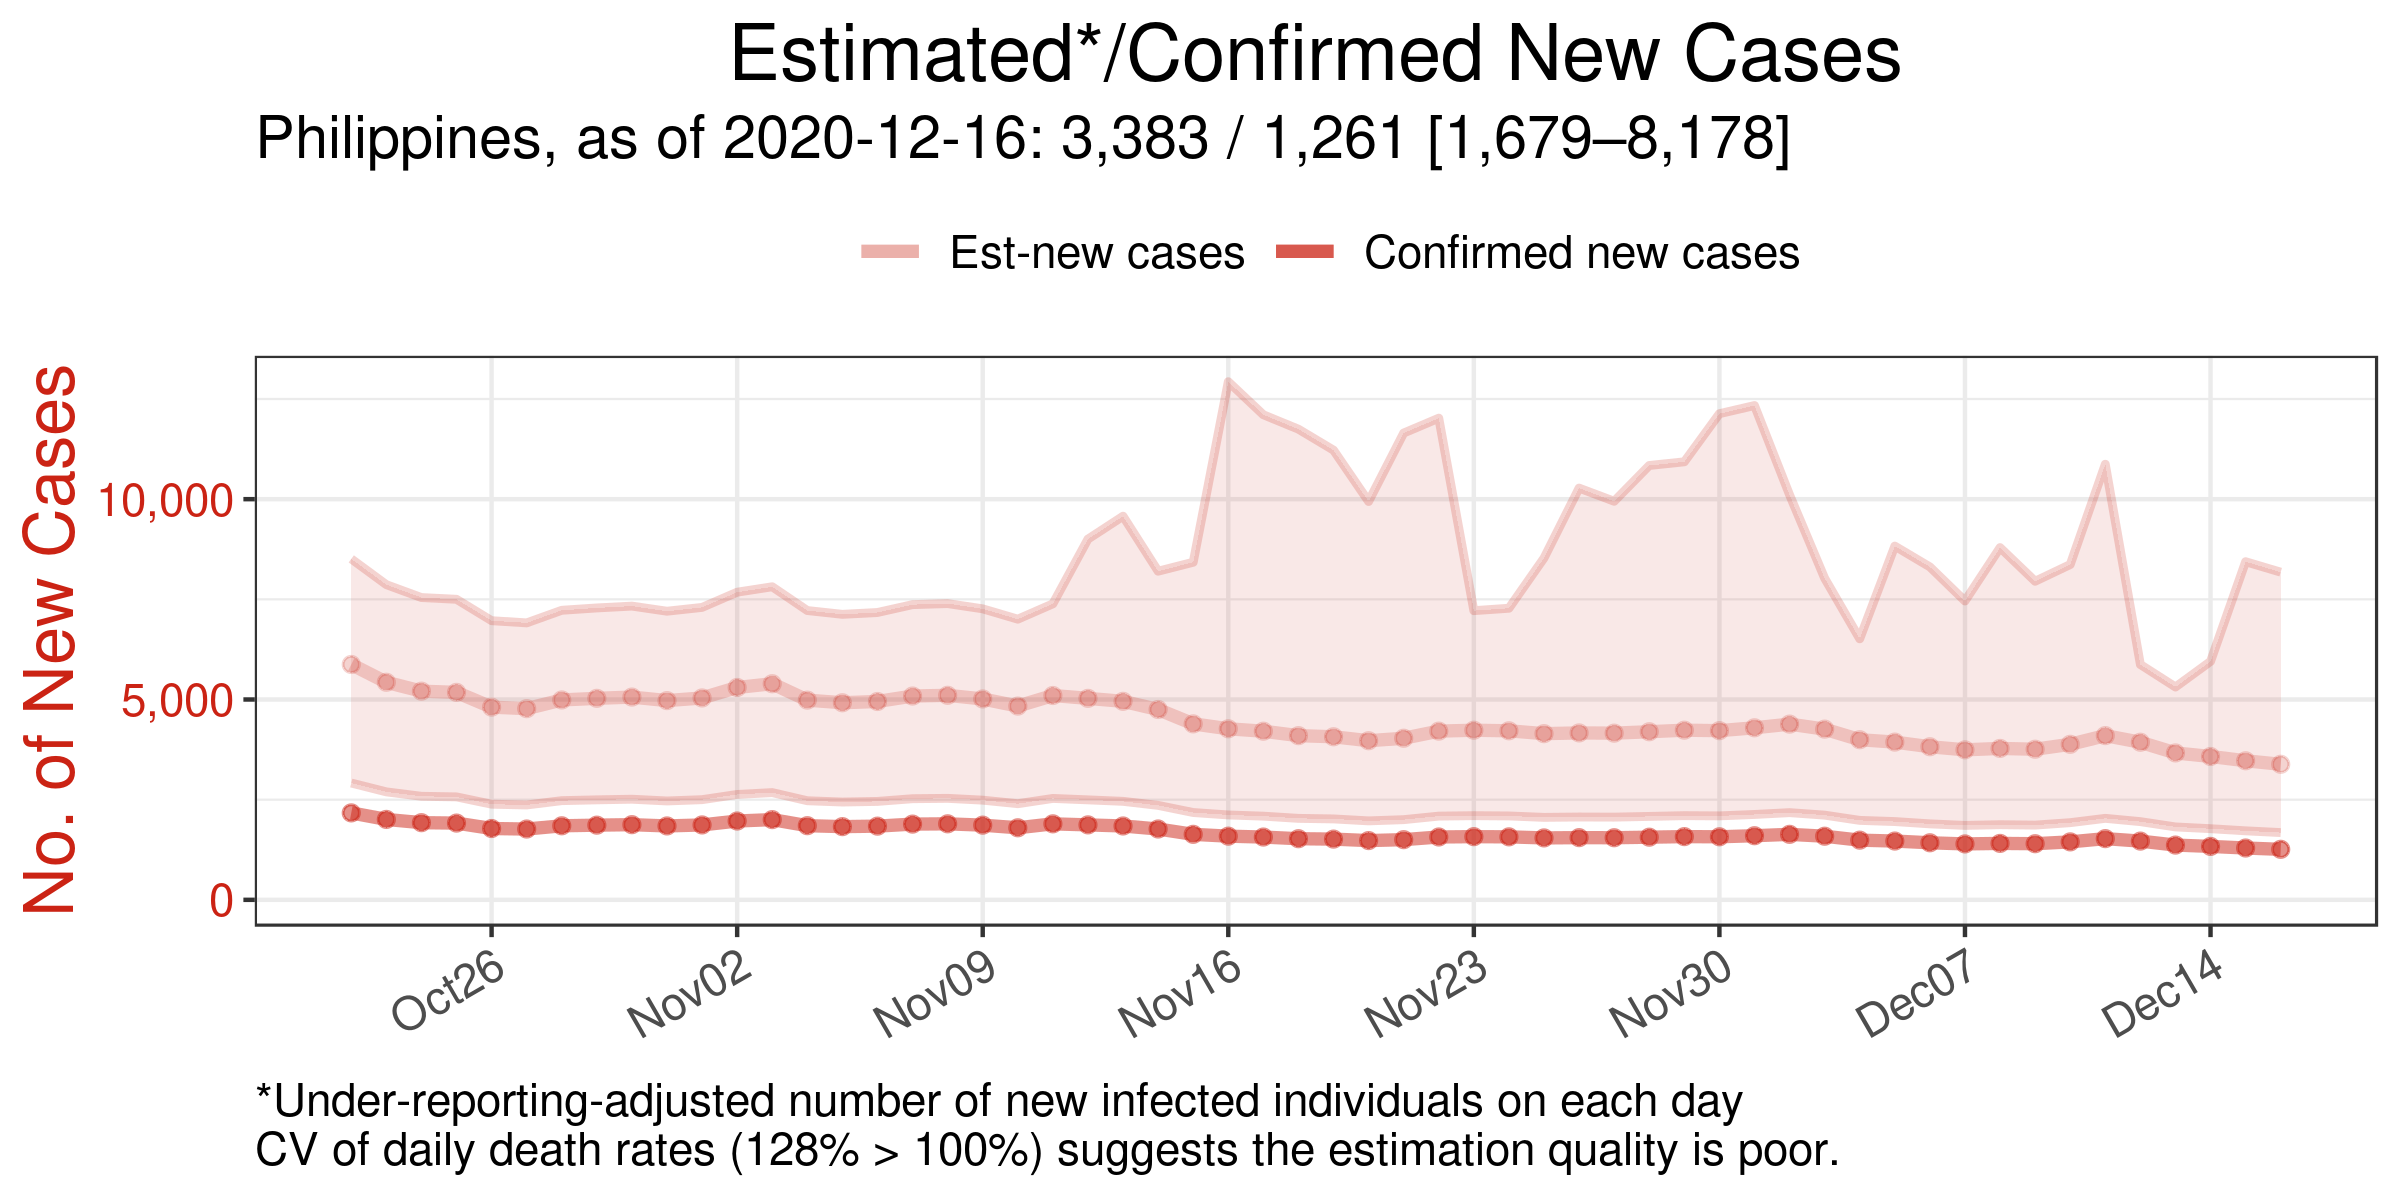 Estimated*/Confirmed New Cases
Philippines, as of 2020-12-16: 3,383 / 1,261 [1,679–8,178]
Est-new cases Confirmed new cases
No. of New Cases
10,000
5,000
0
Oct26 Nov02 Nov09 Nov16 Nov23 Nov30 Dec07 Dec14
*Under-reporting-adjusted number of new infected individuals on each day
CV of daily death rates (128% > 100%) suggests the estimation quality is poor.